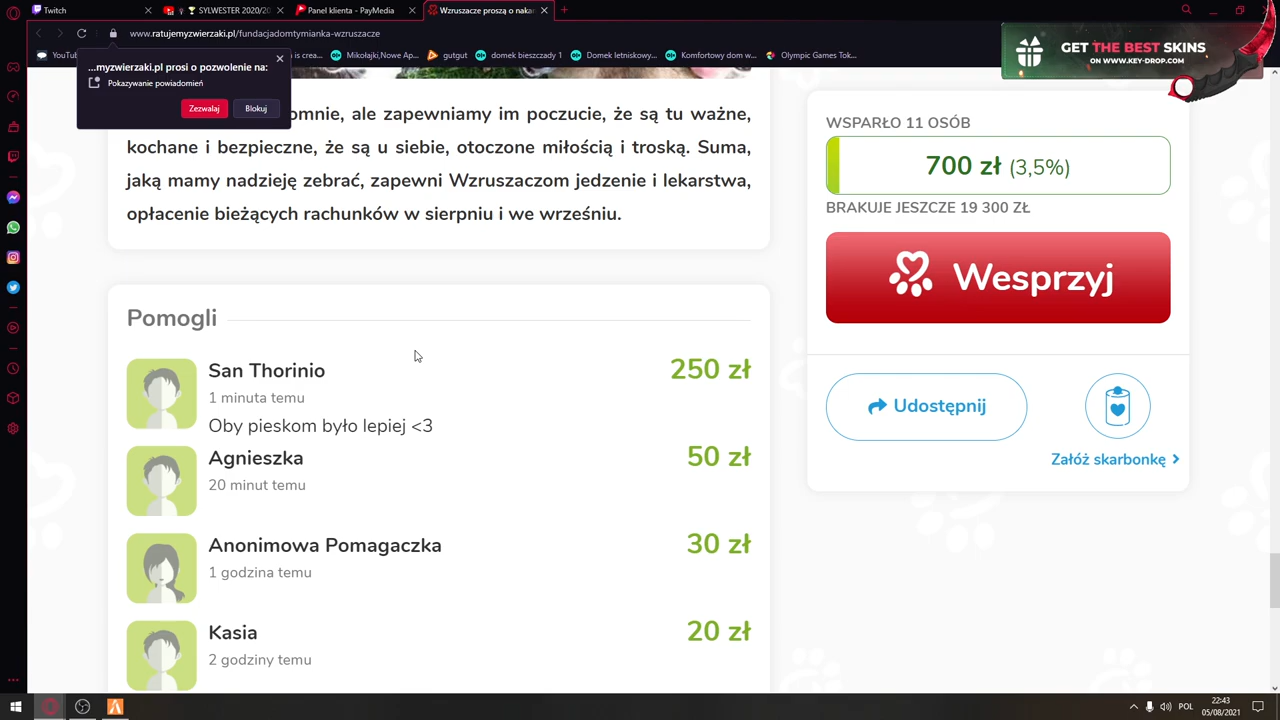 Twitch
SYLWESTER 2020/20
Panel klienta - PayMedia
Wzruszacze proszą o nakar
www.ratujemyzwierzaki.pl/fundacjadomtymianka-wzruszacze
YouTu
is crea...
Mikołajki,Nowe Ap...
gutgut
domek bieszczady 1
Domek letniskowy...
Komfortowy dom w...
Olympic Games Tok...
GET THE BEST SKINS
ON WWW.KEY-DROP.COM
...myzwierzaki.pl prosi o pozwolenie na:
Pokazywanie powiadomień
Zezwalaj
Blokuj
omnie, ale zapewniamy im poczucie, że są tu ważne,
kochane i bezpieczne, że są u siebie, otoczone miłością i troską. Suma,
jaką mamy nadzieję zebrać, zapewni Wzruszaczom jedzenie i lekarstwa,
opłacenie bieżących rachunków w sierpniu i we wrześniu.
Pomogli
San Thorinio
250 zł
1 minuta temu
Oby pieskom było lepiej <3
Agnieszka
50 zł
20 minut temu
Anonimowa Pomagaczka
30 zł
1 godzina temu
Kasia
20 zł
2 godziny temu
WSPARŁO 11 OSÓB
700 zł (3,5%)
BRAKUJE JESZCZE 19 300 ZŁ
Wesprzyj
Udostępnij
Załóż skarbonkę
POL
22:43
05/08/2021